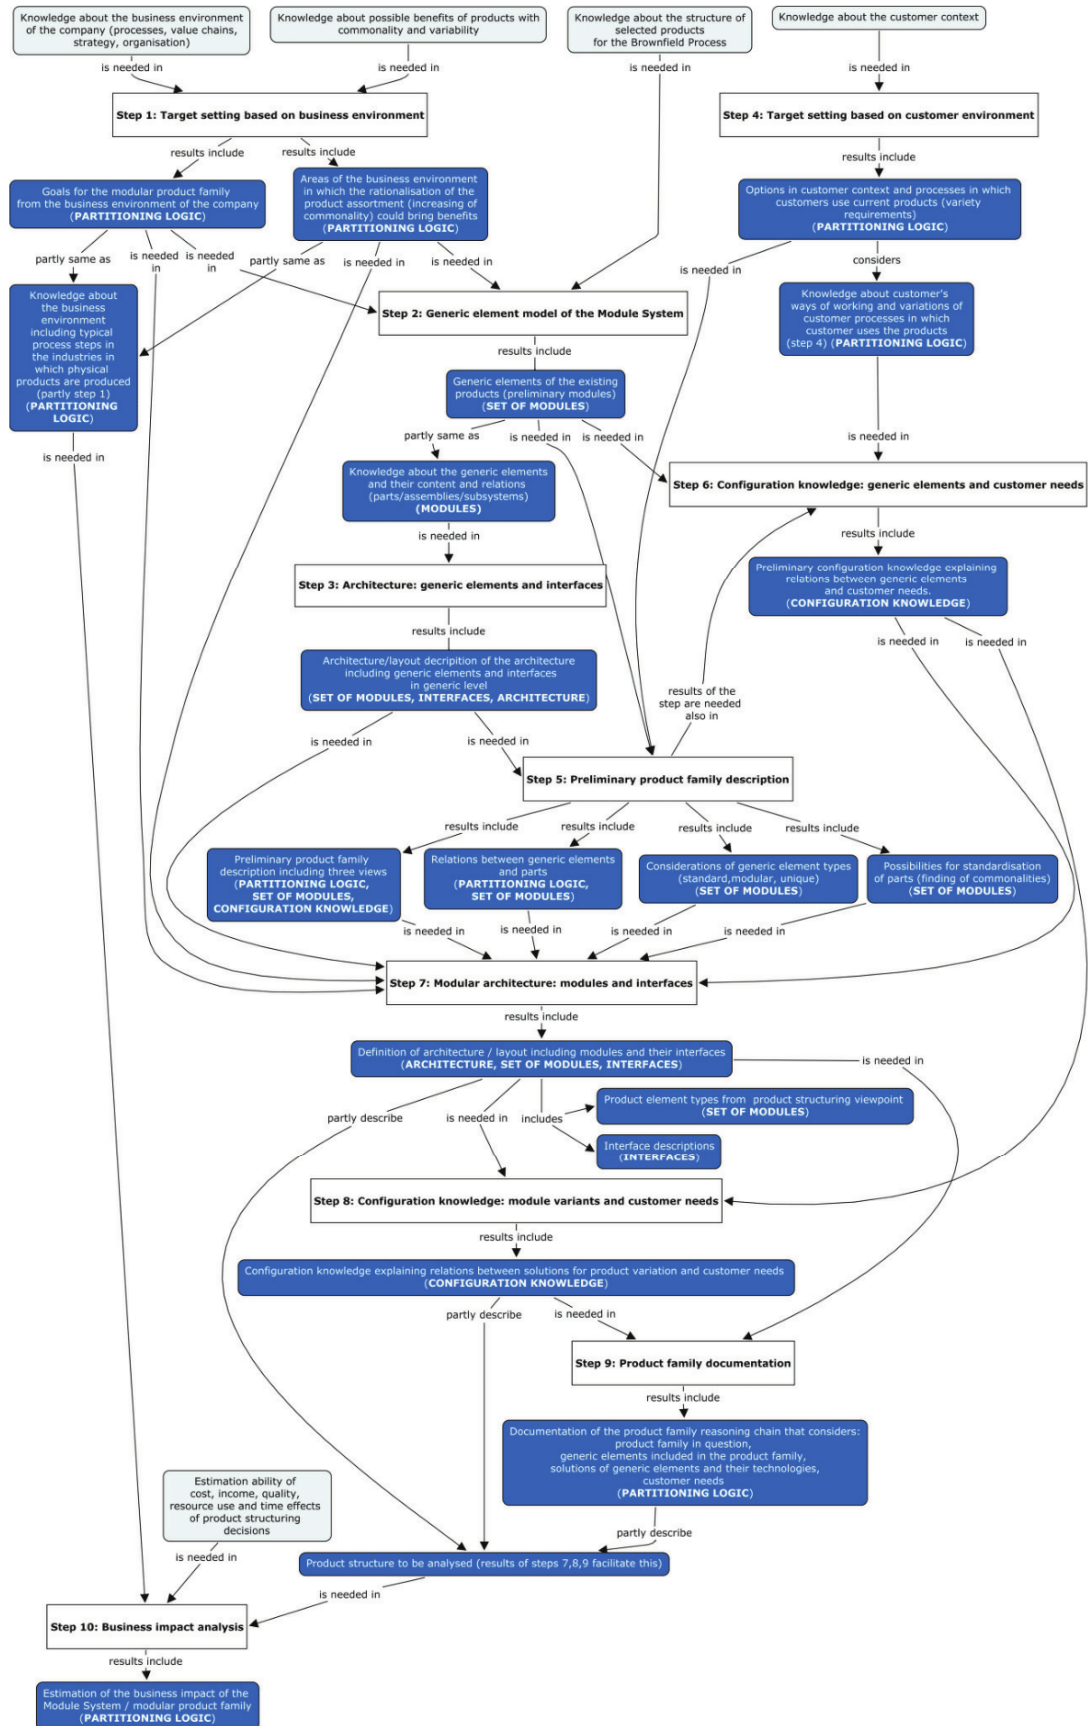 Knowledge about the business environment
of the company (processes, value chains,
strategy, organisation)
Knowledge about possible benefits of products with
commonality and variability
Knowledge about the structure of
selected products
for the Brownfield Process
Knowledge about the customer context
is needed in
is needed in
is needed in
is needed in
Step 1: Target setting based on business environment
Step 4: Target setting based on customer environment
results include
results include
results include
Goals for the modular product family
from the business environment of the company
(PARTITIONING LOGIC)
Areas of the business environment
in which the rationalisation of the
product assortment (increasing of
commonality) could bring benefits
(PARTITIONING LOGIC)
Options in customer context and processes in which
customers use current products (variety
requirements)
(PARTITIONING LOGIC)
partly same as
is needed
in
is needed
in
partly same as
is needed in
is needed in
is needed in
considers
Knowledge about
the business
environment
including typical
process steps in
the industries in
which physical
products are produced
(partly step 1)
(PARTITIONING
LOGIC)
Step 2: Generic element model of the Module System
Knowledge about customer's
ways of working and variations of
customer processes in which
customer uses the products
(step 4) (PARTITIONING LOGIC)
results include
Generic elements of the existing
products (preliminary modules)
(SET OF MODULES)
is needed in
partly same as
is needed in
is needed in
is needed in
Knowledge about the generic elements
and their content and relations
(parts/assemblies/subsystems)
(MODULES)
Step 6: Configuration knowledge: generic elements and customer needs
is needed in
results include
Step 3: Architecture: generic elements and interfaces
Preliminary configuration knowledge explaining
relations between generic elements
and customer needs.
(CONFIGURATION KNOWLEDGE)
results include
is needed in
is needed in
Architecture/layout decripition of the architecture
including generic elements and interfaces
in generic level
(SET OF MODULES, INTERFACES, ARCHITECTURE)
results of the
step are needed
also in
is needed in
is needed in
Step 5: Preliminary product family description
results include
results include
results include
results include
Preliminary product family
description including three views
(PARTITIONING LOGIC,
SET OF MODULES,
CONFIGURATION KNOWLEDGE)
Relations between generic elements
and parts
(PARTITIONING LOGIC,
SET OF MODULES)
Considerations of generic element types
(standard,modular, unique)
(SET OF MODULES)
Possibilities for standardisation
of parts (finding of commonalities)
(SET OF MODULES)
is needed in
is needed in
is needed in
is needed in
Step 7: Modular architecture: modules and interfaces
results include
Definition of architecture / layout including modules and their interfaces
(ARCHITECTURE, SET OF MODULES, INTERFACES)
is needed in
partly describe
is needed in
includes
Product element types from product structuring viewpoint
(SET OF MODULES)
Interface descriptions
(INTERFACES)
Step 8: Configuration knowledge: module variants and customer needs
results include
Configuration knowledge explaining relations between solutions for product variation and customer needs
(CONFIGURATION KNOWLEDGE)
partly describe
is needed in
Step 9: Product family documentation
results include
Documentation of the product family reasoning chain that considers:
product family in question,
generic elements included in the product family,
solutions of generic elements and their technologies,
customer needs
(PARTITIONING LOGIC)
Estimation ability of
cost, income, quality,
resource use and time effects
of product structuring
decisions
partly describe
is needed in
Product structure to be analysed (results of steps 7,8,9 facilitate this)
is needed in
Step 10: Business impact analysis
results include
Estimation of the business impact of the
Module System / modular product family
(PARTITIONING LOGIC)